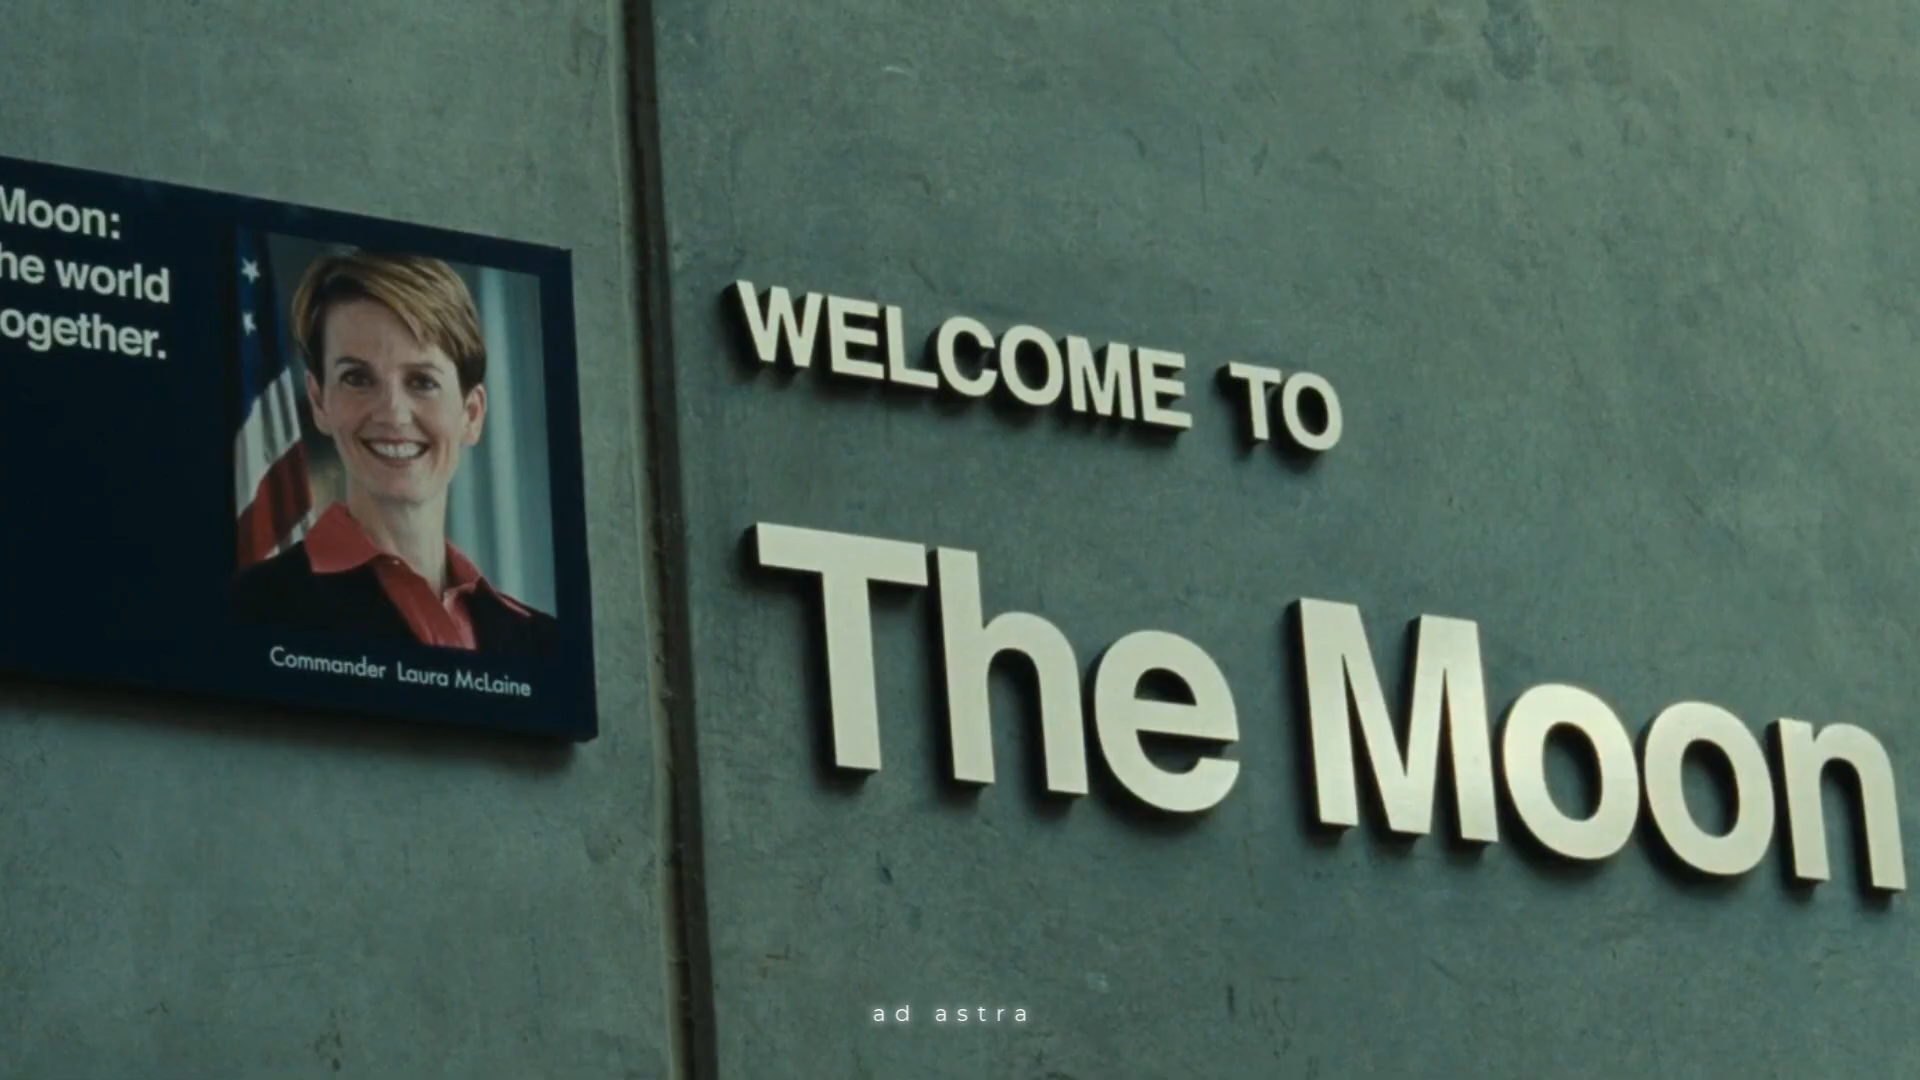 Moon:
he world
ogether.
Commander Laura McLaine
WELCOME TO
The Moon
ad astra